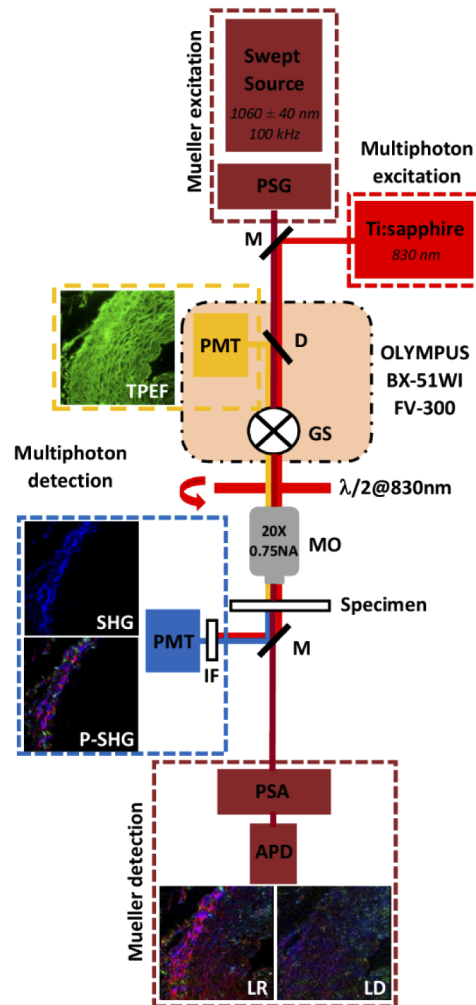 Mueller excitation
Swept
Source
1060 ± 40 nm
100 kHz
PSG
Multiphoton
excitation
Ti:sapphire
830 nm
M
TPEF
PMT
D
GS
OLYMPUS
BX-51WI
FV-300
Multiphoton
detection
λ/2@830nm
20X
0.75NA
MO
Specimen
SHG
P-SHG
PMT
IF
M
Mueller detection
PSA
APD
LR
LD